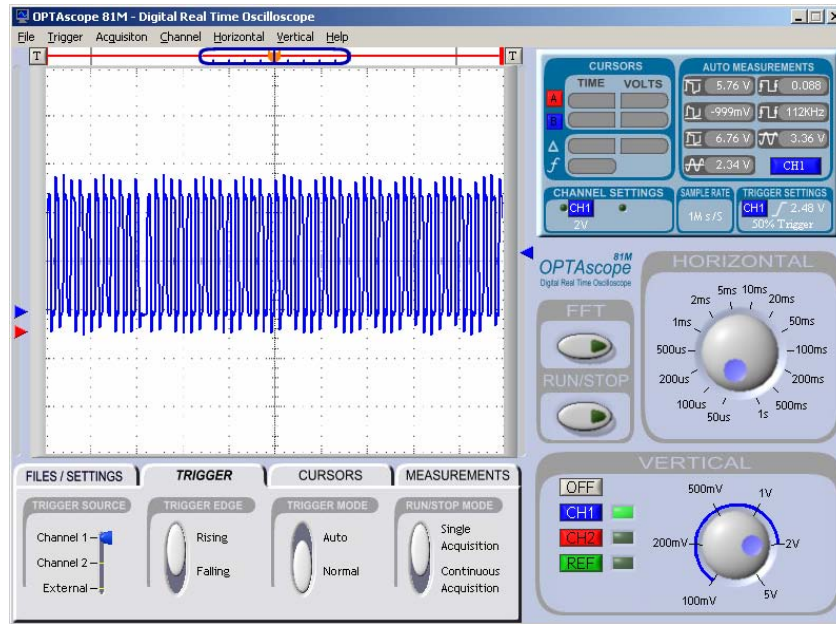 OPTAscope 81M - Digital Real Time Oscilloscope
File Trigger Acquisiton Channel Horizontal Vertical Help
T T
CURSORS
TIME VOLTS
A
B
Δ
f
AUTO MEASUREMENTS
5.76 V 0.088
-999mV 112KHz
6.76 V 3.36 V
2.34 V CH1
CHANNEL SETTINGS
CH1
2V
SAMPLE RATE
1M s/S
TRIGGER SETTINGS
CH1 2.48 V
50% Trigger
81M
OPTAscope
Digital Real Time Oscilloscope
FFT
RUN/STOP
HORIZONTAL
50us
100us
200us
500us
1ms
2ms
5ms
10ms
20ms
50ms
100ms
200ms
500ms
1s
FILES / SETTINGS TRIGGER CURSORS MEASUREMENTS
TRIGGER SOURCE
Channel 1
Channel 2
External
TRIGGER EDGE
Rising
Falling
TRIGGER MODE
Auto
Normal
RUN/STOP MODE
Single
Acquisition
Continuous
Acquisition
VERTICAL
OFF
CH1
CH2
REF
100mV
200mV
500mV
1V
2V
5V